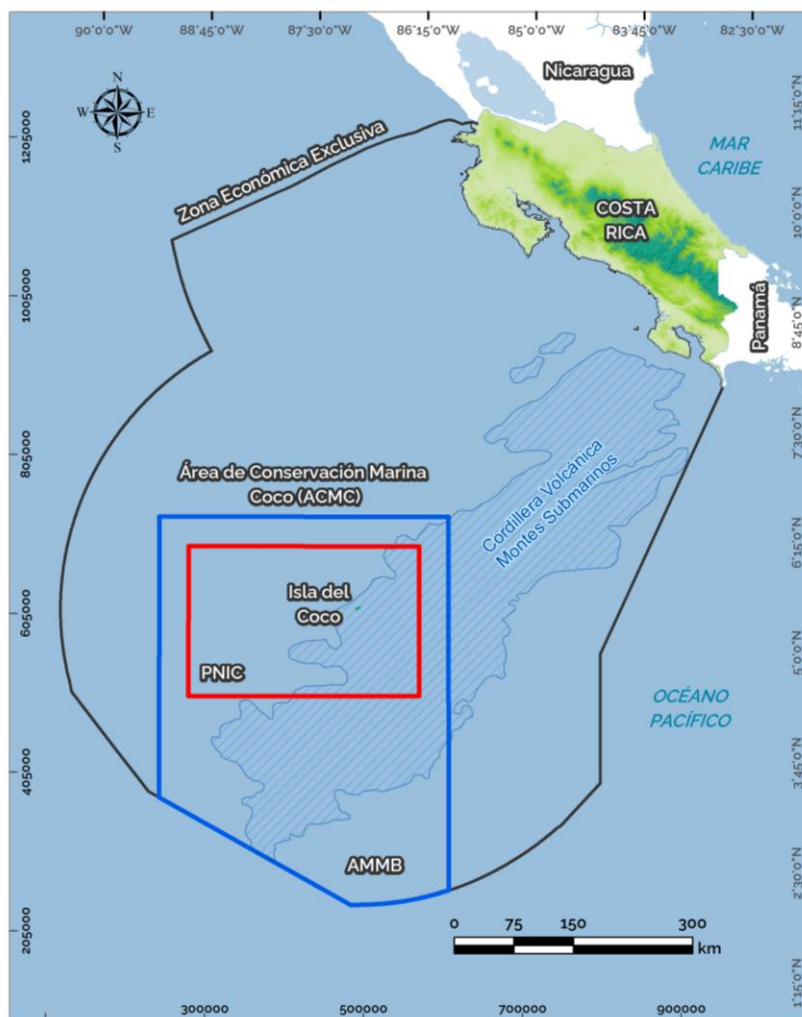 90°0'0"W 88°45'0"W 87°30'0"W 86°15'0"W 85°0'0"W 83°45'0"W 82°30'0"W
N
W E
S
Nicaragua
MAR
CARIBE
Zona Económica Exclusiva
COSTA
RICA
Panamá
Área de Conservación Marina
Coco (ACMC)
Cordillera Volcánica
Montes Submarinos
Isla del
Coco
PNIC
OCÉANO
PACÍFICO
AMMB
0 75 150 300
km
1205000
1005000
805000
605000
405000
205000
11°15'0"N
10°0'0"N
8°45'0"N
7°30'0"N
6°15'0"N
5°0'0"N
3°45'0"N
2°30'0"N
1°15'0"N
300000 500000 700000 900000